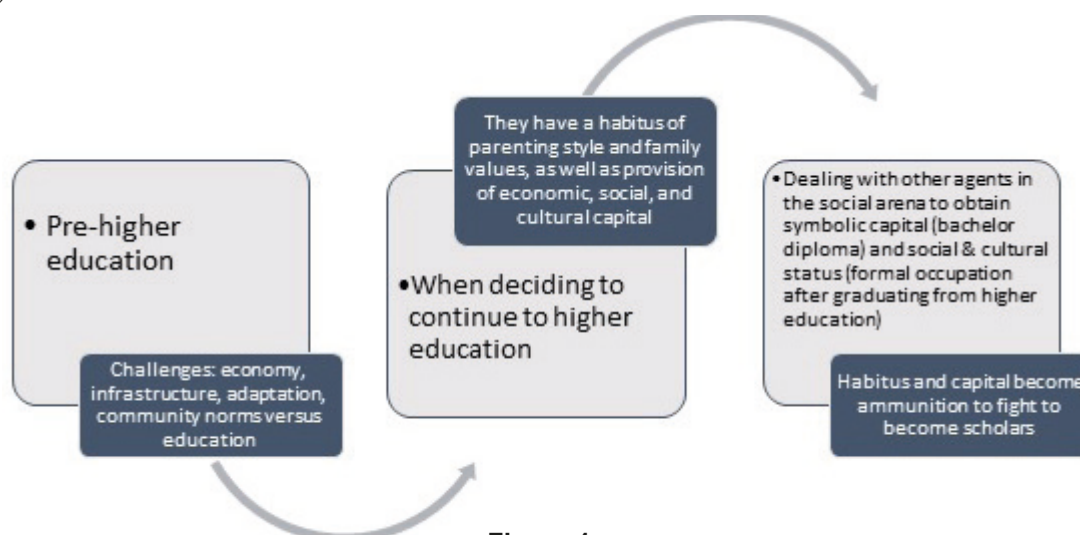 • Pre-higher
education
Challenges: economy,
infrastructure, adaptation,
community norms versus
education
They have a habitus of
parenting style and family
values, as well as provision
of economic, social, and
cultural capital
•When deciding to
continue to higher
education
•Dealing with other agents in
the social arena to obtain
symbolic capital (bachelor
diploma) and social & cultural
status (formal occupation
after graduating from higher
education)
Habitus and capital become
ammunition to fight to
become scholars